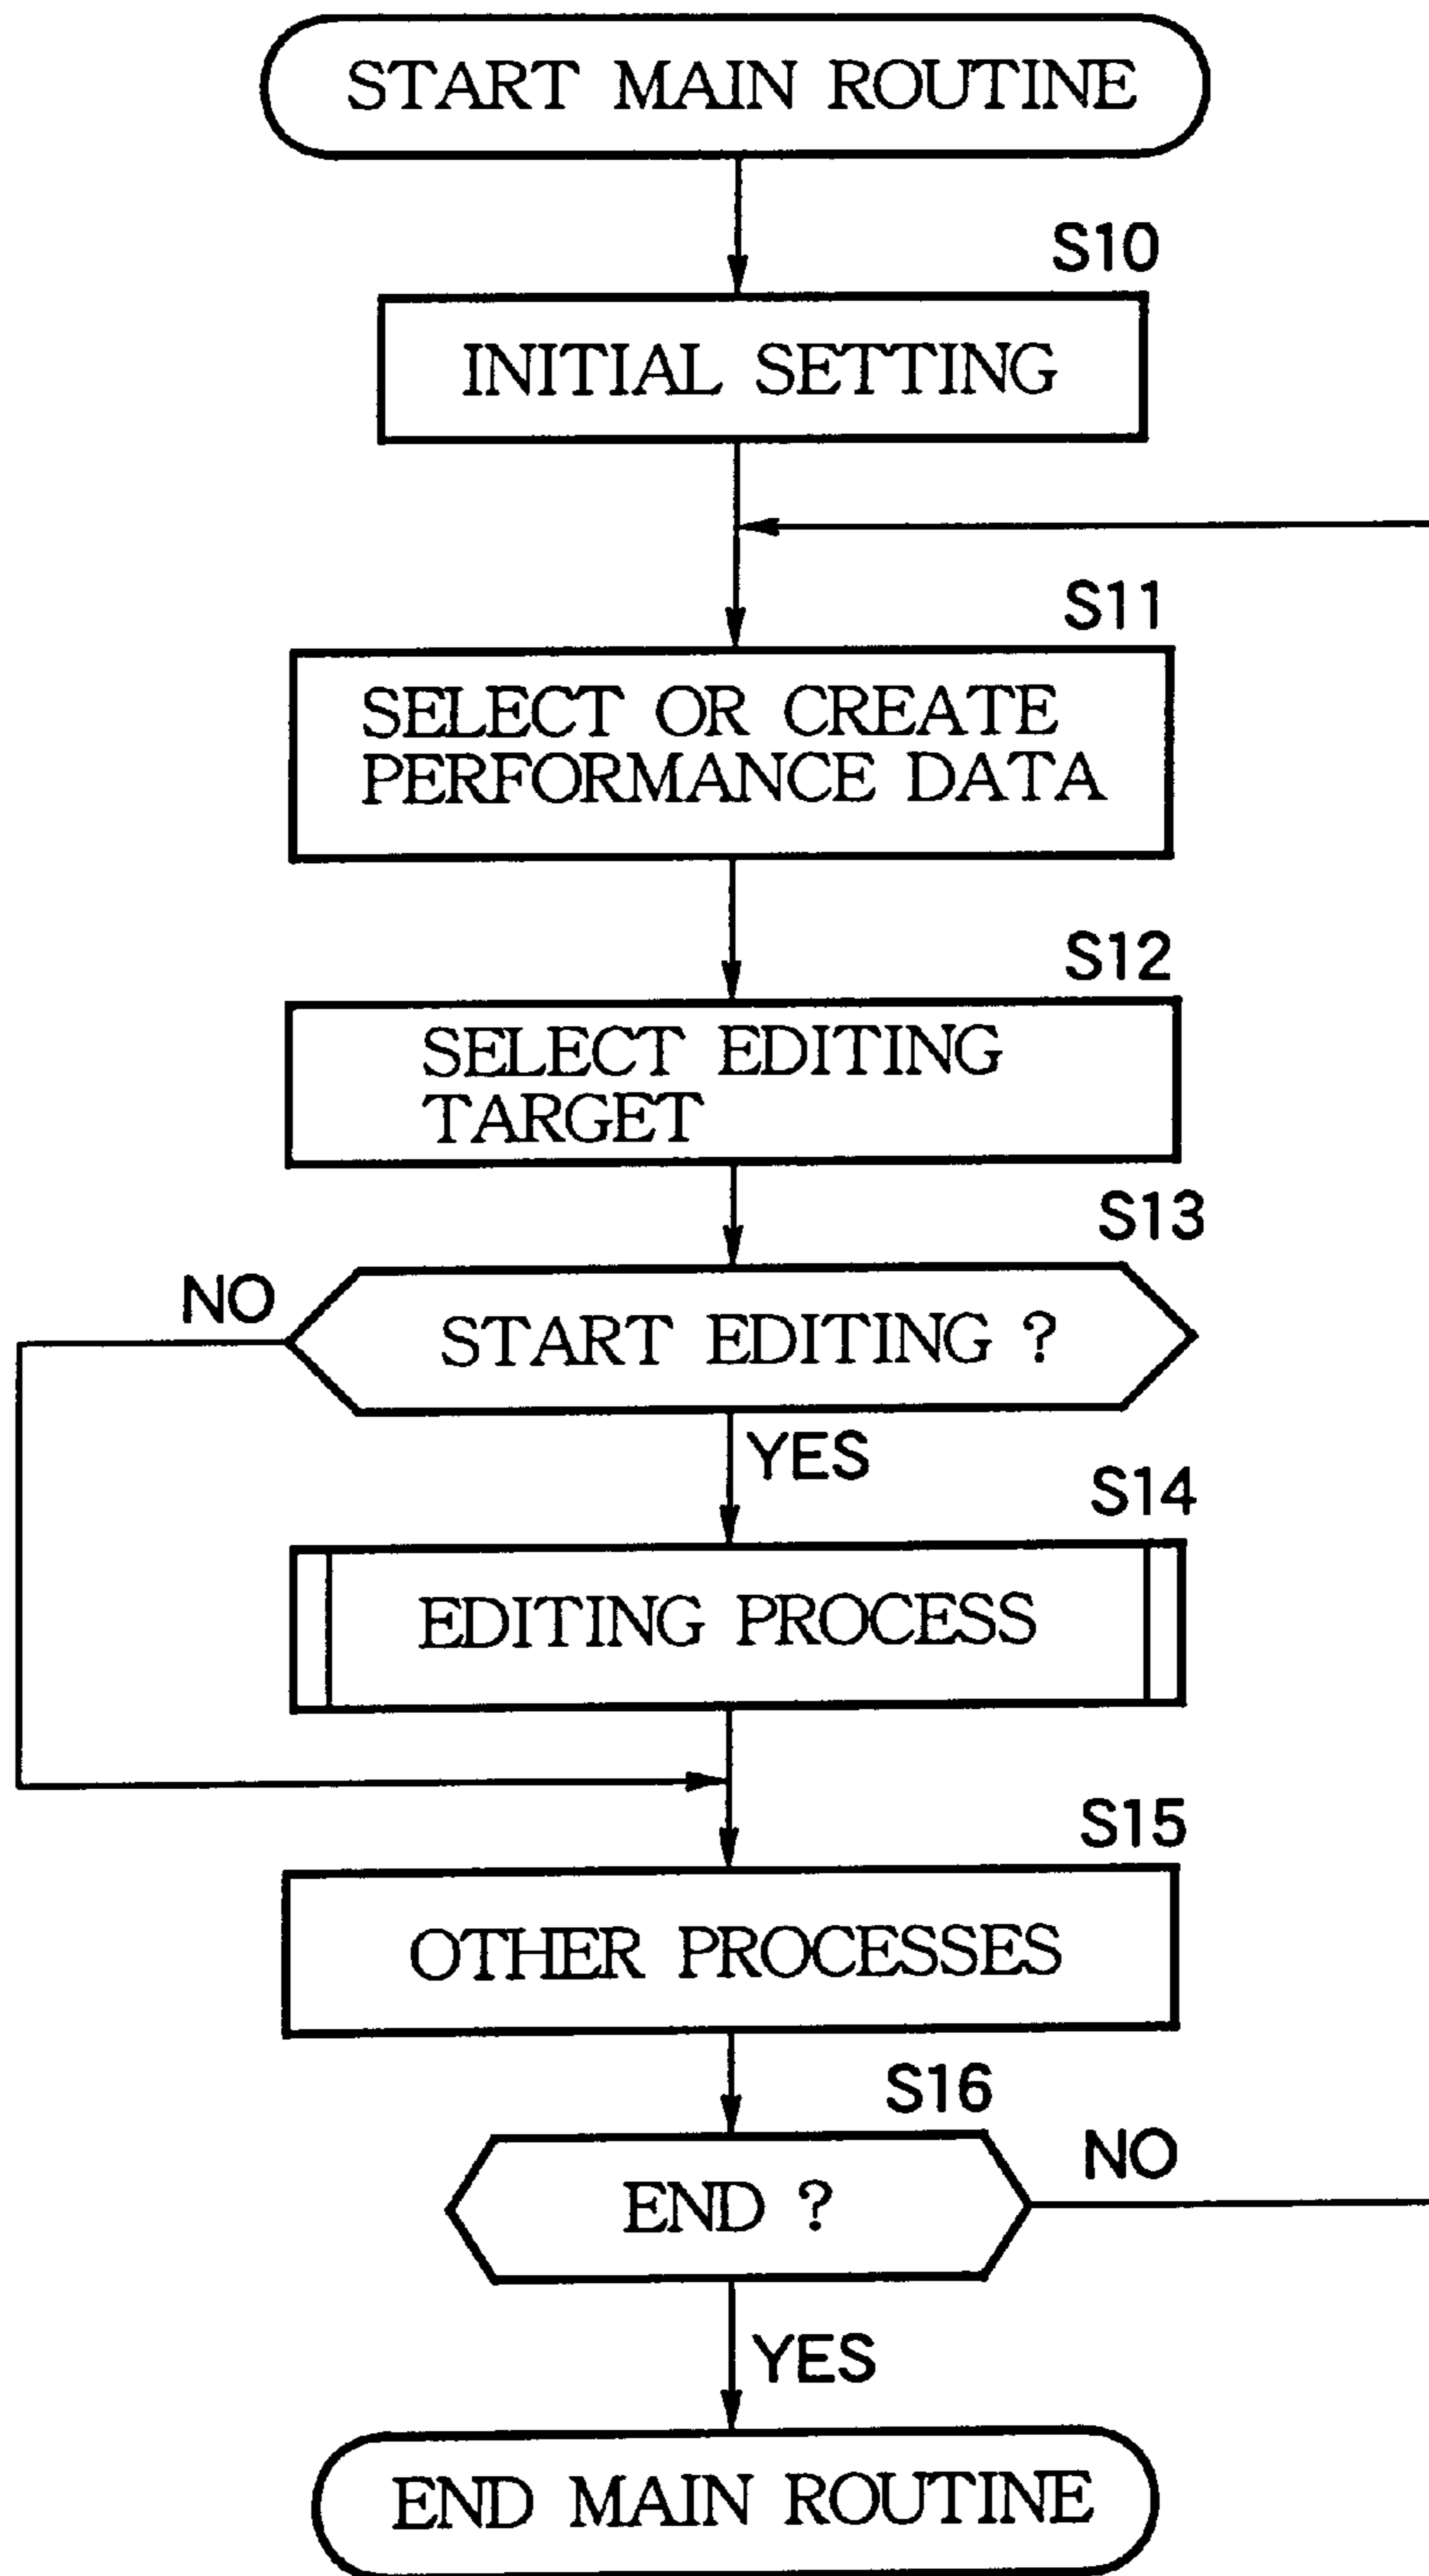 START MAIN ROUTINE
S10
INITIAL SETTING
S11
SELECT OR CREATE
PERFORMANCE DATA
S12
SELECT EDITING
TARGET
S13
NO
START EDITING ?
YES
S14
EDITING PROCESS
S15
OTHER PROCESSES
S16
NO
END ?
YES
END MAIN ROUTINE